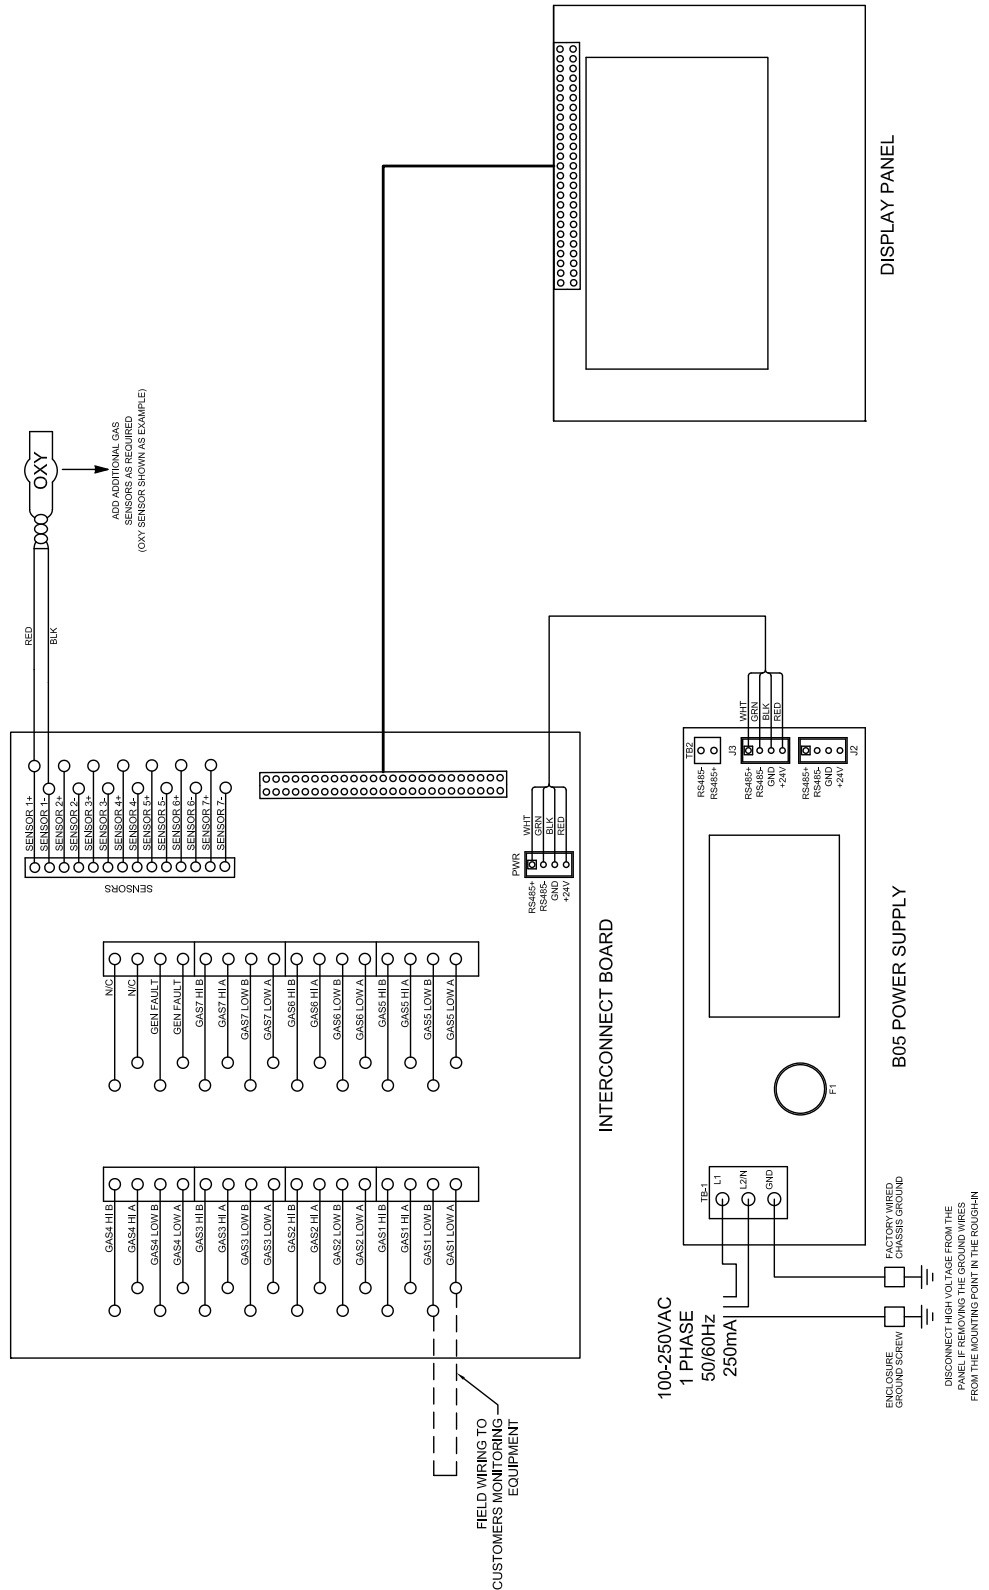 OXY
ADD ADDITIONAL GAS
SENSORS AS REQUIRED
(OXY SENSOR SHOWN AS EXAMPLE)
RED
BLK
SENSOR 1+
SENSOR 1-
SENSOR 2+
SENSOR 2-
SENSOR 3+
SENSOR 3-
SENSOR 4+
SENSOR 4-
SENSOR 5+
SENSOR 5-
SENSOR 6+
SENSOR 6-
SENSOR 7+
SENSOR 7-
SENSORS
N/C
N/C
GEN FAULT
GEN FAULT
GAS7 HI B
GAS7 HI A
GAS7 LOW B
GAS7 LOW A
GAS6 HI B
GAS6 HI A
GAS6 LOW B
GAS6 LOW A
GAS5 HI B
GAS5 HI A
GAS5 LOW B
GAS5 LOW A
GAS4 HI B
GAS4 HI A
GAS4 LOW B
GAS4 LOW A
GAS3 HI B
GAS3 HI A
GAS3 LOW B
GAS3 LOW A
GAS2 HI B
GAS2 HI A
GAS2 LOW B
GAS2 LOW A
GAS1 HI B
GAS1 HI A
GAS1 LOW B
GAS1 LOW A
FIELD WIRING TO
CUSTOMERS MONITORING
EQUIPMENT
PWR
WHT
GRN
BLK
RED
RS485+
RS485-
GND
+24V
INTERCONNECT BOARD
DISPLAY PANEL
TB2
RS485-
RS485+
J3
WHT
GRN
BLK
RED
RS485+
RS485-
GND
+24V
J2
RS485+
RS485-
GND
+24V
F1
TB-1
L1
L2/N
GND
B05 POWER SUPPLY
100-250VAC
1 PHASE
50/60Hz
250mA
FACTORY WIRED
CHASSIS GROUND
ENCLOSURE
GROUND SCREW
DISCONNECT HIGH VOLTAGE FROM THE
PANEL IF REMOVING THE GROUND WIRES
FROM THE MOUNTING POINT IN THE ROUGH-IN